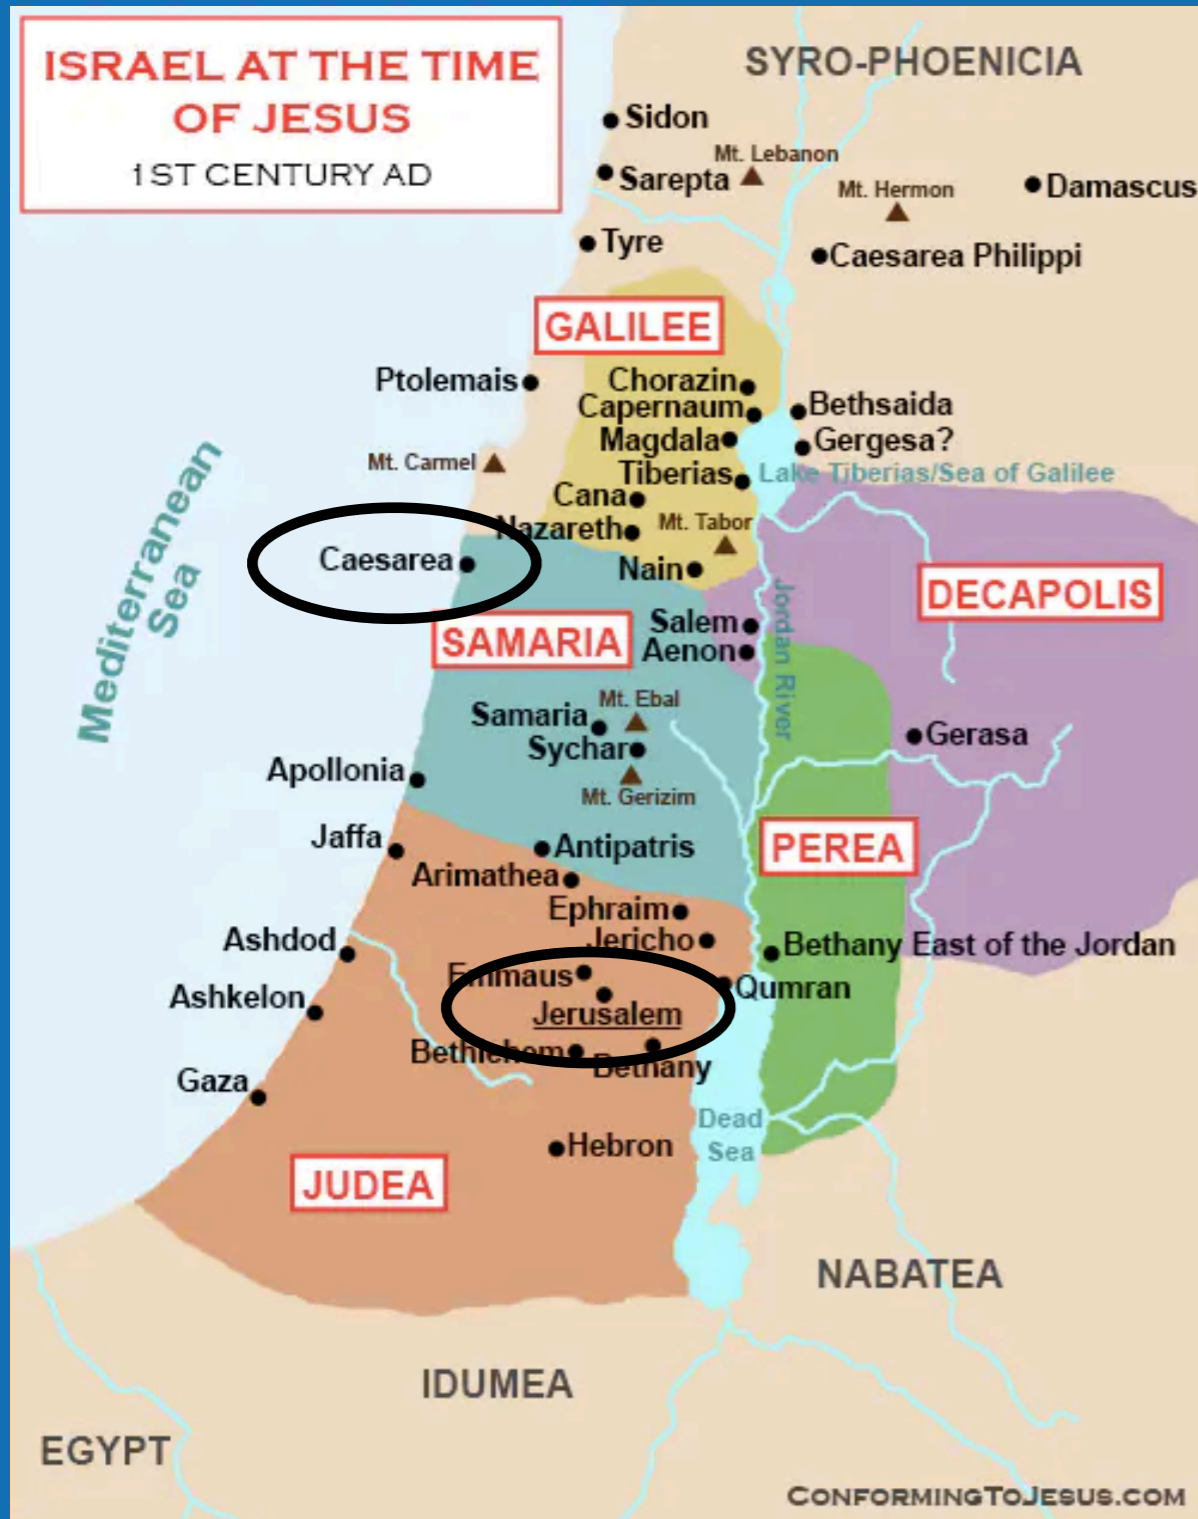 ISRAEL AT THE TIME
OF JESUS
1ST CENTURY AD
SYRO-PHOENICIA
Sidon
Mt. Lebanon
Sarepta
Mt. Hermon
Damascus
Tyre
Caesarea Philippi
GALILEE
Ptolemais
Chorazin
Capernaum
Bethsaida
Magdala
Gergesa?
Mt. Carmel
Tiberias
Lake Tiberias/Sea of Galilee
Cana
Nazareth
Mt. Tabor
Mediterranean
Sea
Caesarea
Nain
DECAPOLIS
Jordan River
SAMARIA
Salem
Aenon
Mt. Ebal
Samaria
Sychar
Gerasa
Apollonia
Mt. Gerizim
Jaffa
Antipatris
PEREA
Arimathea
Ephraim
Jericho
Ashdod
Bethany East of the Jordan
Emmaus
Qumran
Ashkelon
Jerusalem
Bethlehem
Bethany
Gaza
Dead
Sea
Hebron
JUDEA
NABATEA
IDUMEA
EGYPT
CONFORMINGTOJESUS.COM